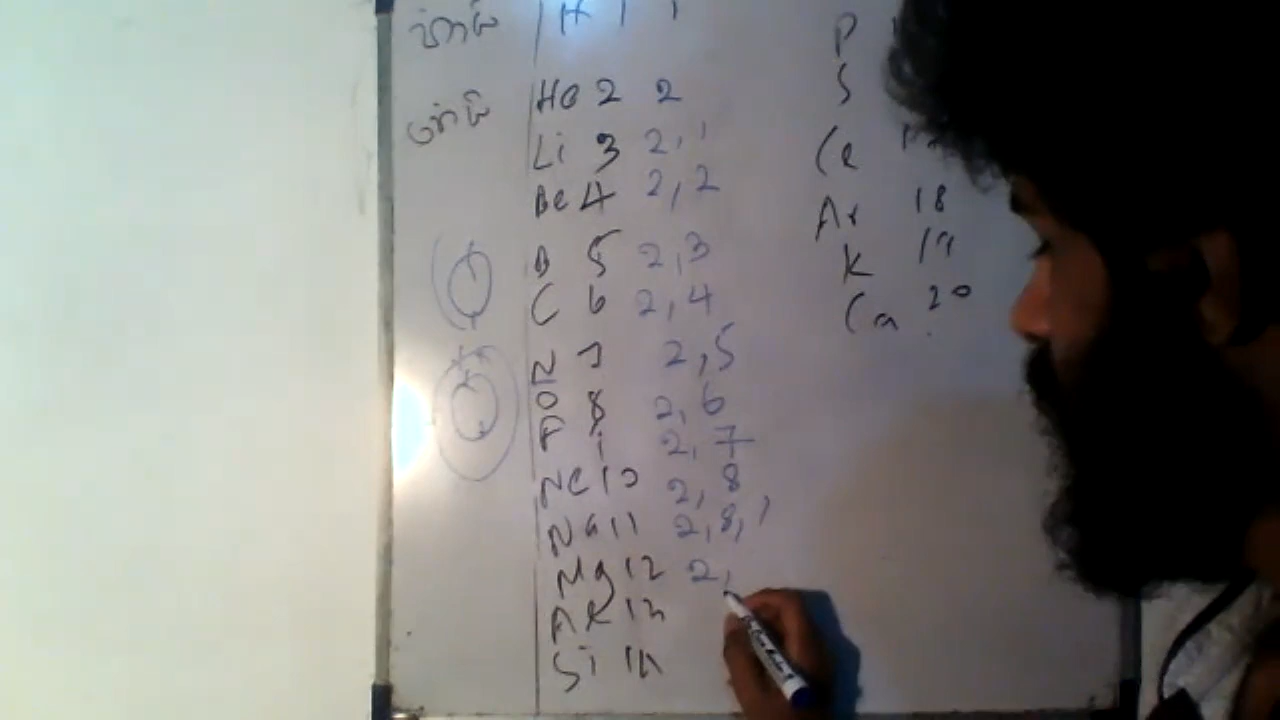 H 1 1
He 2 2
Li 3 2,1
Be 4 2,2
B 5 2,3
C 6 2,4
N 7 2,5
O 8 2,6
F 2,7
Ne 10 2,8
Na 11 2,8,1
Mg 12 2,
Al 13
Si 14
P
S
Cl
Ar 18
K 19
Ca 20